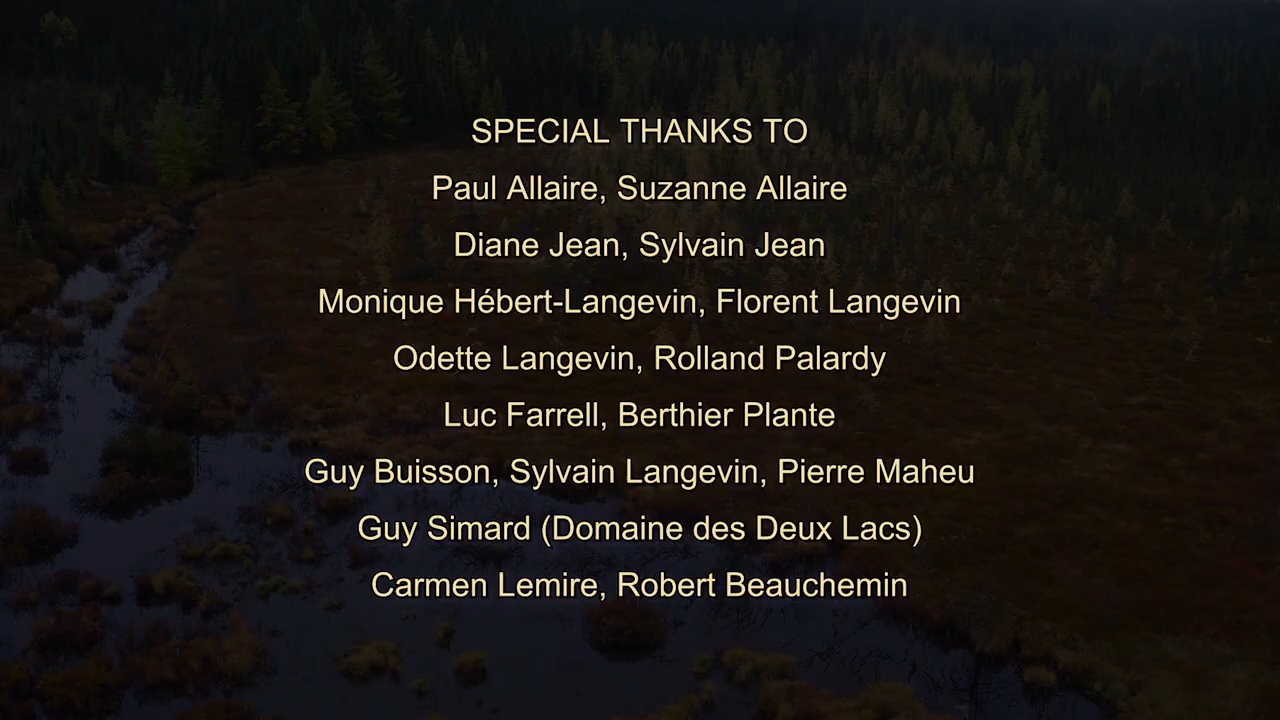 SPECIAL THANKS TO
Paul Allaire, Suzanne Allaire
Diane Jean, Sylvain Jean
Monique Hébert-Langevin, Florent Langevin
Odette Langevin, Rolland Palardy
Luc Farrell, Berthier Plante
Guy Buisson, Sylvain Langevin, Pierre Maheu
Guy Simard (Domaine des Deux Lacs)
Carmen Lemire, Robert Beauchemin